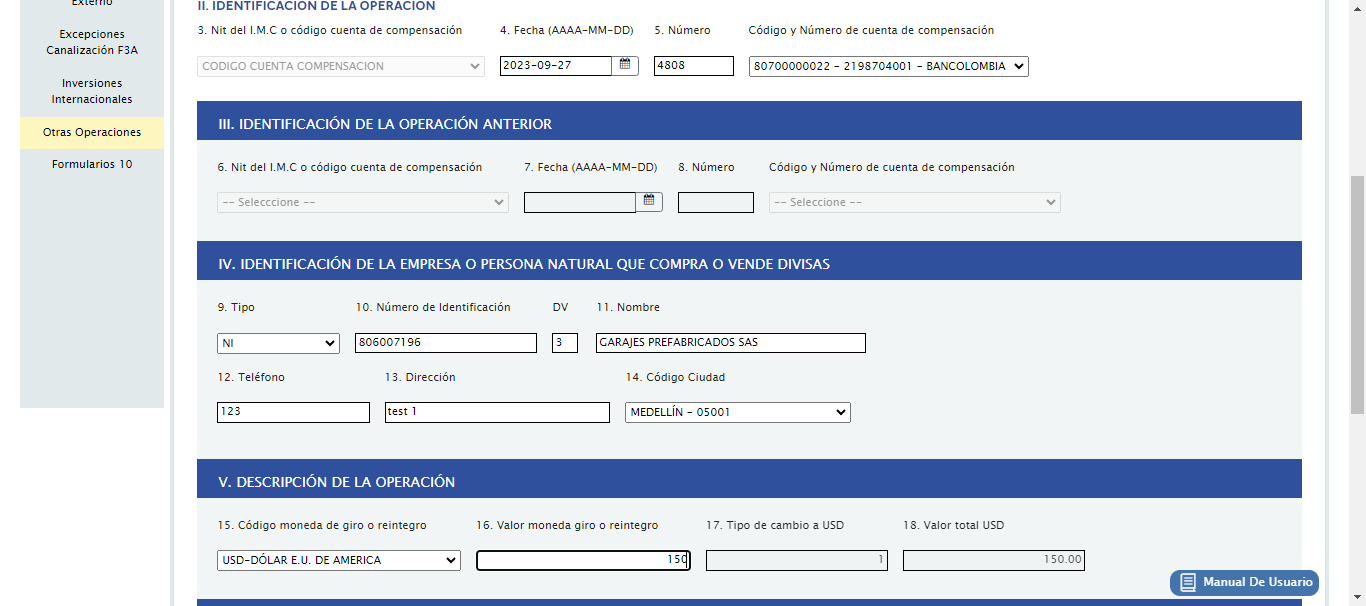 Externo
Excepciones
Canalización F3A
Inversiones
Internacionales
Otras Operaciones
Formularios 10
II. IDENTIFICACIÓN DE LA OPERACIÓN
3. Nit del I.M.C o código cuenta de compensación
4. Fecha (AAAA-MM-DD)
5. Número
Código y Número de cuenta de compensación
CODIGO CUENTA COMPENSACION
2023-09-27
4808
80700000022 - 2198704001 - BANCOLOMBIA
III. IDENTIFICACIÓN DE LA OPERACIÓN ANTERIOR
6. Nit del I.M.C o código cuenta de compensación
7. Fecha (AAAA-MM-DD)
8. Número
Código y Número de cuenta de compensación
-- Selecccione --
-- Seleccione --
IV. IDENTIFICACIÓN DE LA EMPRESA O PERSONA NATURAL QUE COMPRA O VENDE DIVISAS
9. Tipo
10. Número de Identificación
DV
11. Nombre
NI
806007196
3
GARAJES PREFABRICADOS SAS
12. Teléfono
13. Dirección
14. Código Ciudad
123
test 1
MEDELLÍN - 05001
V. DESCRIPCIÓN DE LA OPERACIÓN
15. Código moneda de giro o reintegro
16. Valor moneda giro o reintegro
17. Tipo de cambio a USD
18. Valor total USD
USD-DÓLAR E.U. DE AMERICA
150
1
150.00
Manual De Usuario